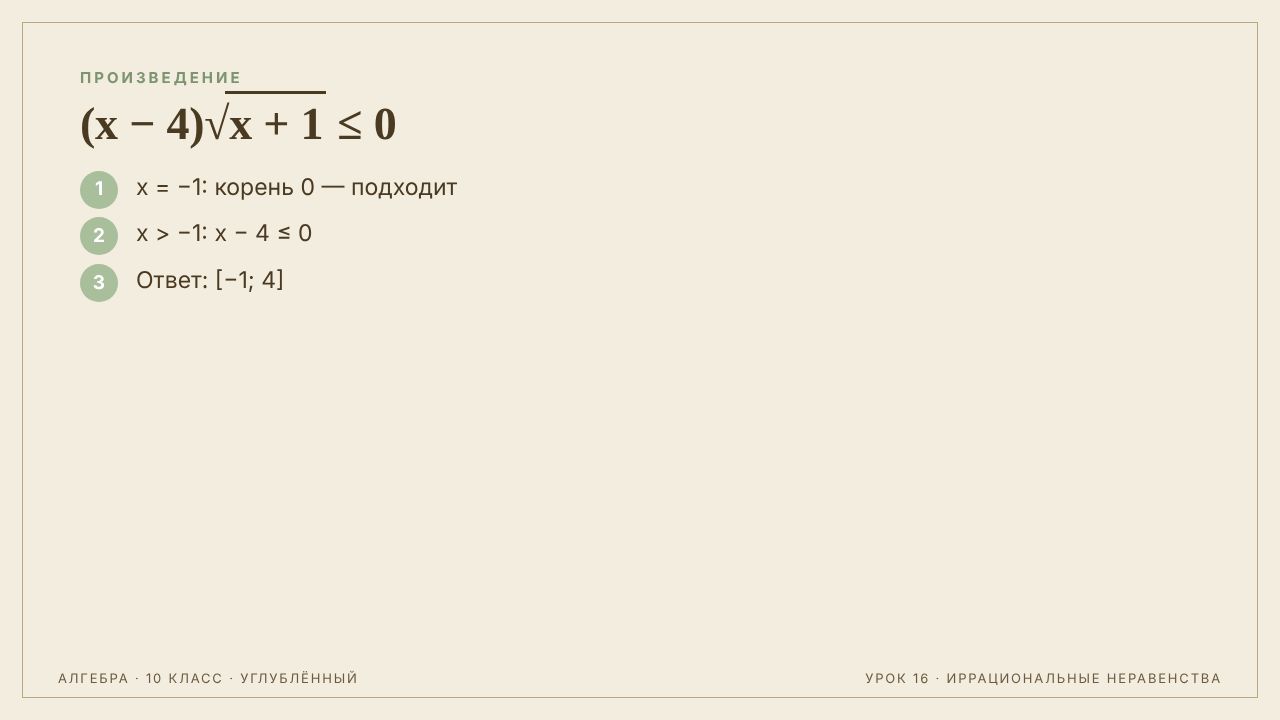 ПРОИЗВЕДЕНИЕ
(x − 4)√x + 1 ≤ 0
1 x = −1: корень 0 — подходит
2 x > −1: x − 4 ≤ 0
3 Ответ: [−1; 4]
АЛГЕБРА · 10 КЛАСС · УГЛУБЛЁННЫЙ
УРОК 16 · ИРРАЦИОНАЛЬНЫЕ НЕРАВЕНСТВА